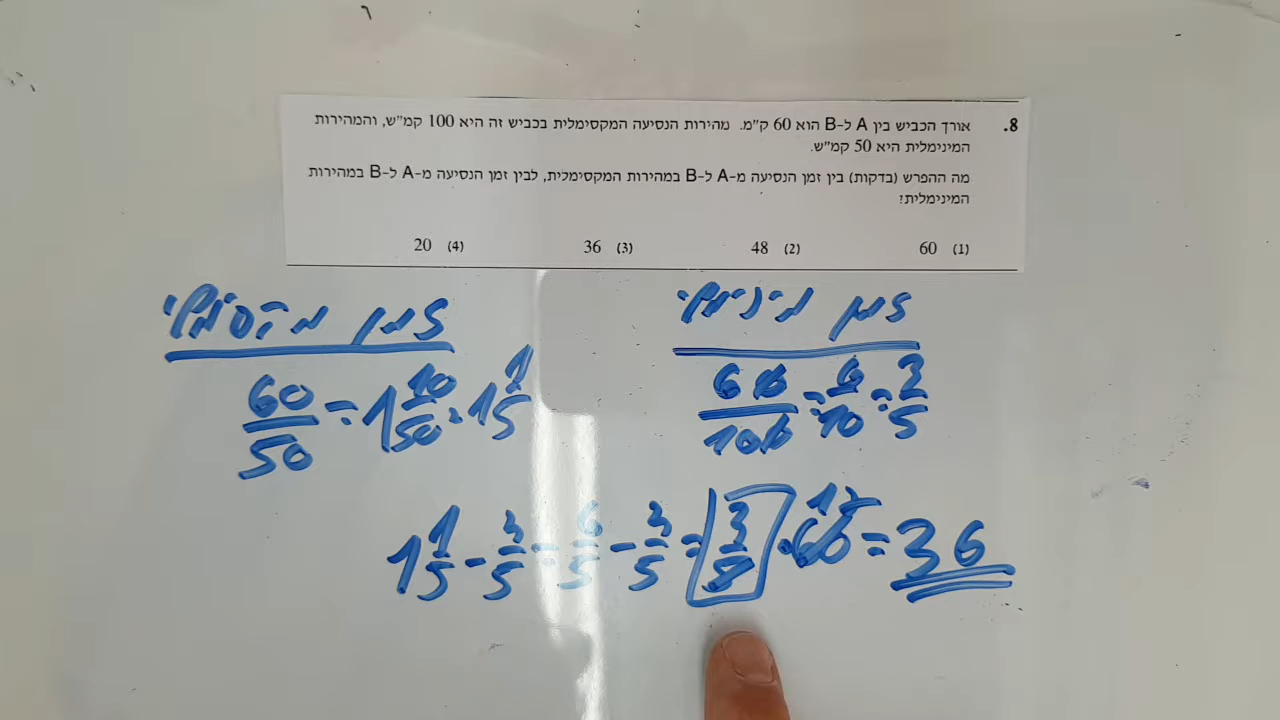 .8 אורך הכביש בין A ל-B הוא 60 ק"מ. מהירות הנסיעה המקסימלית בכביש זה היא 100 קמ"ש, והמהירות
המינימלית היא 50 קמ"ש.
מה ההפרש (בדקות) בין זמן הנסיעה מ-A ל-B במהירות המקסימלית, לבין זמן הנסיעה מ-A ל-B במהירות
המינימלית?
(1) 60 (2) 48 (3) 36 (4) 20
זמן מינימלי
60/100 = 6/10 = 3/5
זמן מקסימלי
60/50 = 1 10/50 = 1 1/5
1 1/5 - 3/5 = 6/5 - 3/5 = 3/5 · 60 12 = 36